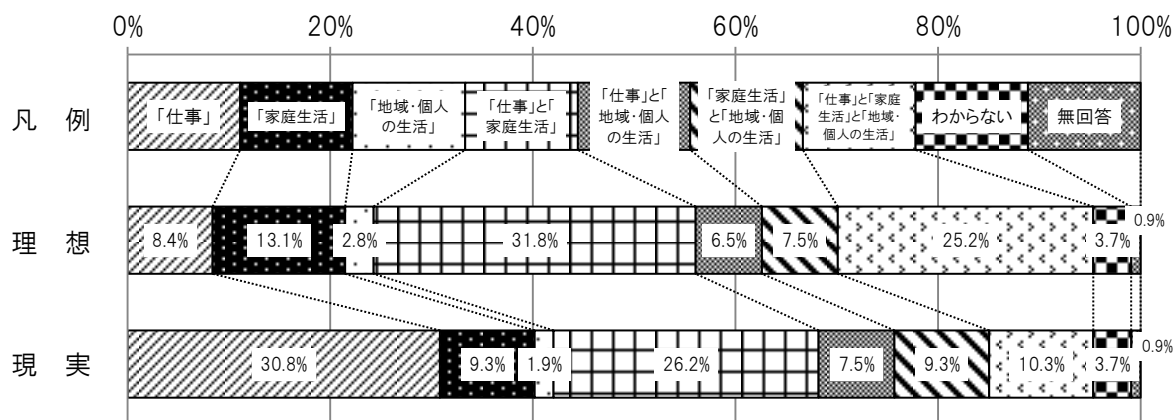 0% 20% 40% 60% 80% 100%
凡 例
「仕事」
「家庭生活」
「地域・個人
の生活」
「仕事」と「
家庭生活」
「仕事」と「
地域・個人
の生活」
「家庭生活」
と「地域・個
人の生活」
「仕事」と「家庭
生活」と「地域・
個人の生活」
わからない
無回答
理 想
8.4% 13.1% 2.8% 31.8% 6.5% 7.5% 25.2% 3.7% 0.9%
現 実
30.8% 9.3% 1.9% 26.2% 7.5% 9.3% 10.3% 3.7% 0.9%